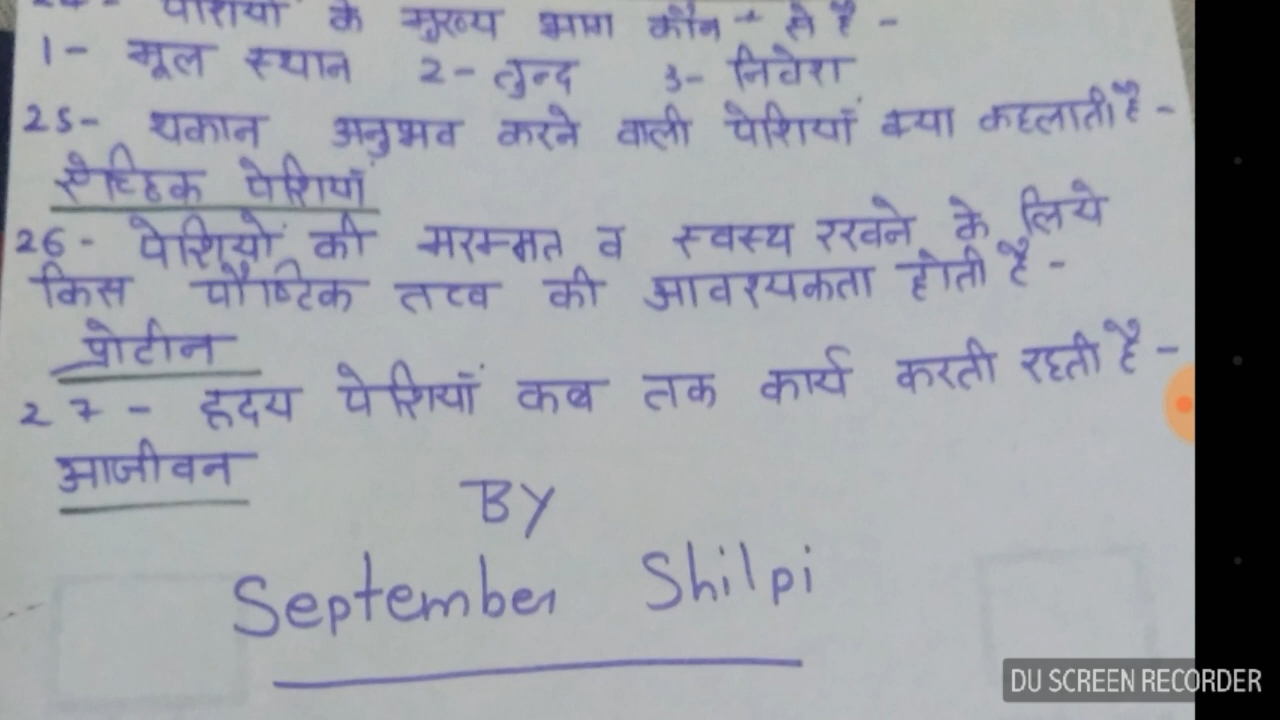 24- पेशियों के मुख्य भाग कौन - से है -
1- मूल स्थान 2- तुन्द 3- निवेश
25- थकान अनुभव करने वाली पेशियाँ क्या कहलाती है -
ऐच्छिक पेशियाँ
26- पेशियों की मरम्मत व स्वस्थ रखने के लिये
किस पौष्टिक तत्व की आवश्यकता होती है -
प्रोटीन
27- हृदय पेशियाँ कब तक कार्य करती रहती है -
आजीवन
BY
September Shilpi
DU SCREEN RECORDER